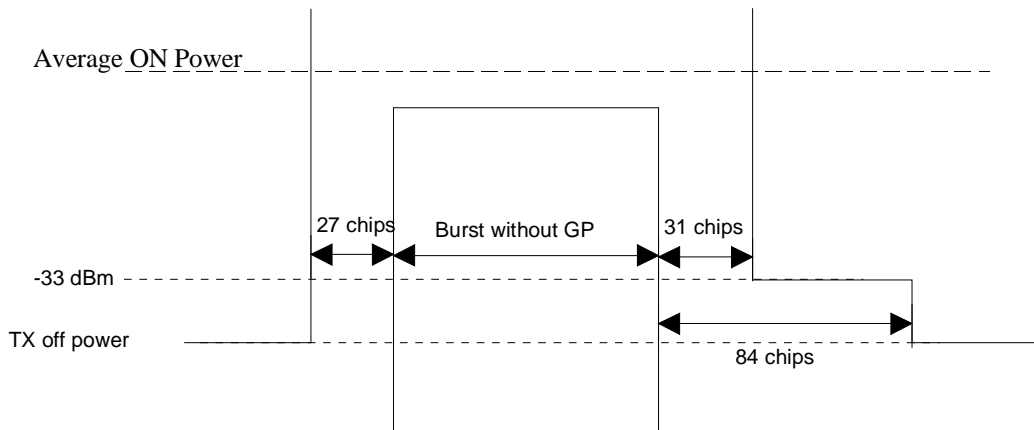 Average ON Power
27 chips
Burst without GP
31 chips
-33 dBm
TX off power
84 chips